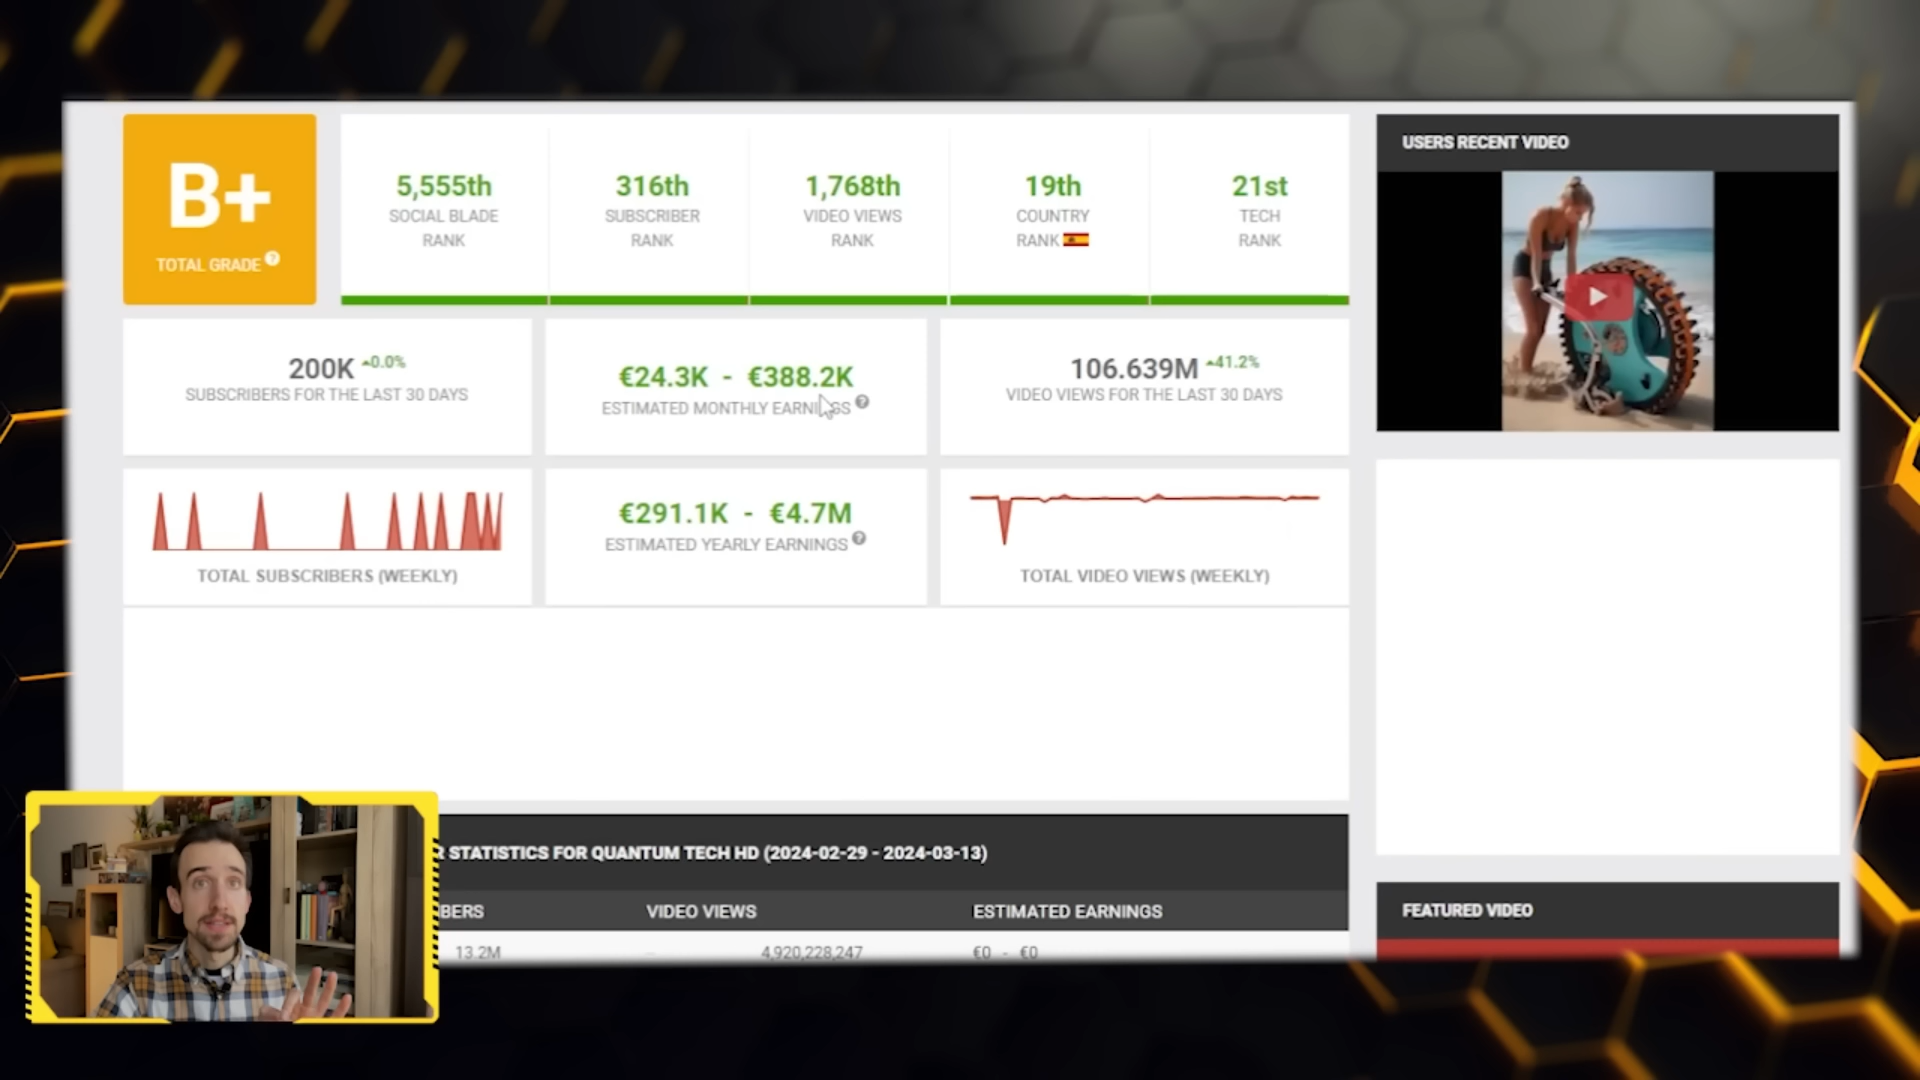 B+
TOTAL GRADE ?
5,555th
SOCIAL BLADE
RANK
316th
SUBSCRIBER
RANK
1,768th
VIDEO VIEWS
RANK
19th
COUNTRY
RANK
21st
TECH
RANK
USERS RECENT VIDEO
200K 0.0%
SUBSCRIBERS FOR THE LAST 30 DAYS
€24.3K - €388.2K
ESTIMATED MONTHLY EARNINGS ?
106.639M 41.2%
VIDEO VIEWS FOR THE LAST 30 DAYS
TOTAL SUBSCRIBERS (WEEKLY)
€291.1K - €4.7M
ESTIMATED YEARLY EARNINGS ?
TOTAL VIDEO VIEWS (WEEKLY)
R STATISTICS FOR QUANTUM TECH HD (2024-02-29 - 2024-03-13)
BERS VIDEO VIEWS ESTIMATED EARNINGS
13.2M -- 4,920,228,247 €0 - €0
FEATURED VIDEO